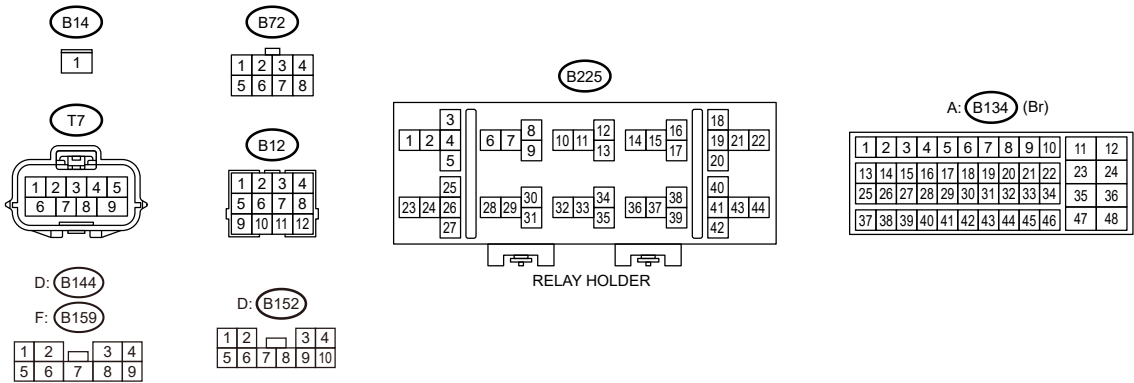 B14
1
B72
1 2 3 4
5 6 7 8
T7
1 2 3 4 5
6 7 8 9
B12
1 2 3 4
5 6 7 8
9 10 11 12
D: B144
F: B159
1 2 3 4
5 6 7 8 9
D: B152
1 2 3 4
5 6 7 8 9 10
B225
3 8 12 16 18
1 2 4 6 7 10 11 14 15 19 21 22
5 9 13 17 20
25 30 34 38 40
23 24 26 28 29 32 33 36 37 41 43 44
27 31 35 39 42
RELAY HOLDER
A: B134 (Br)
1 2 3 4 5 6 7 8 9 10 11 12
13 14 15 16 17 18 19 20 21 22 23 24
25 26 27 28 29 30 31 32 33 34 35 36
37 38 39 40 41 42 43 44 45 46 47 48